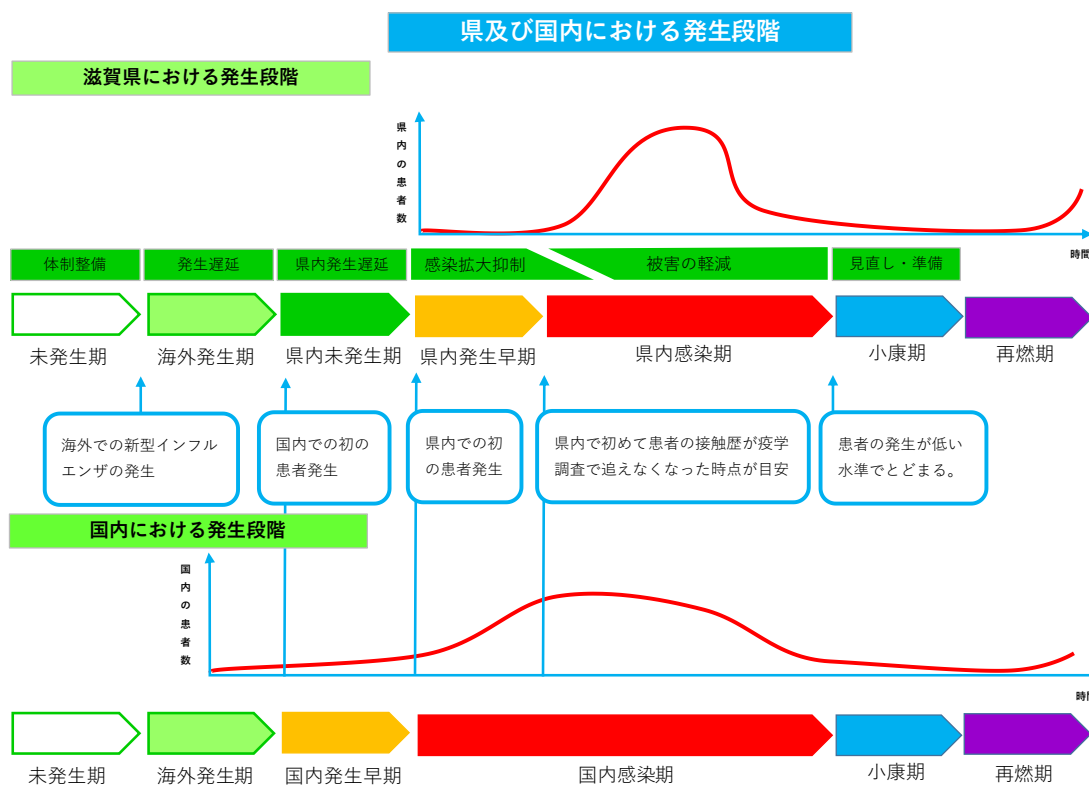 県及び国内における発生段階
滋賀県における発生段階
県内の患者数
時間
体制整備
発生遅延
県内発生遅延
感染拡大抑制
被害の軽減
見直し・準備
未発生期
海外発生期
県内未発生期
県内発生早期
県内感染期
小康期
再燃期
海外での新型インフル
エンザの発生
国内での初の
患者発生
県内での初
の患者発生
県内で初めて患者の接触歴が疫学
調査で追えなくなった時点が目安
患者の発生が低い
水準でとどまる。
国内における発生段階
国内の患者数
時間
未発生期
海外発生期
国内発生早期
国内感染期
小康期
再燃期